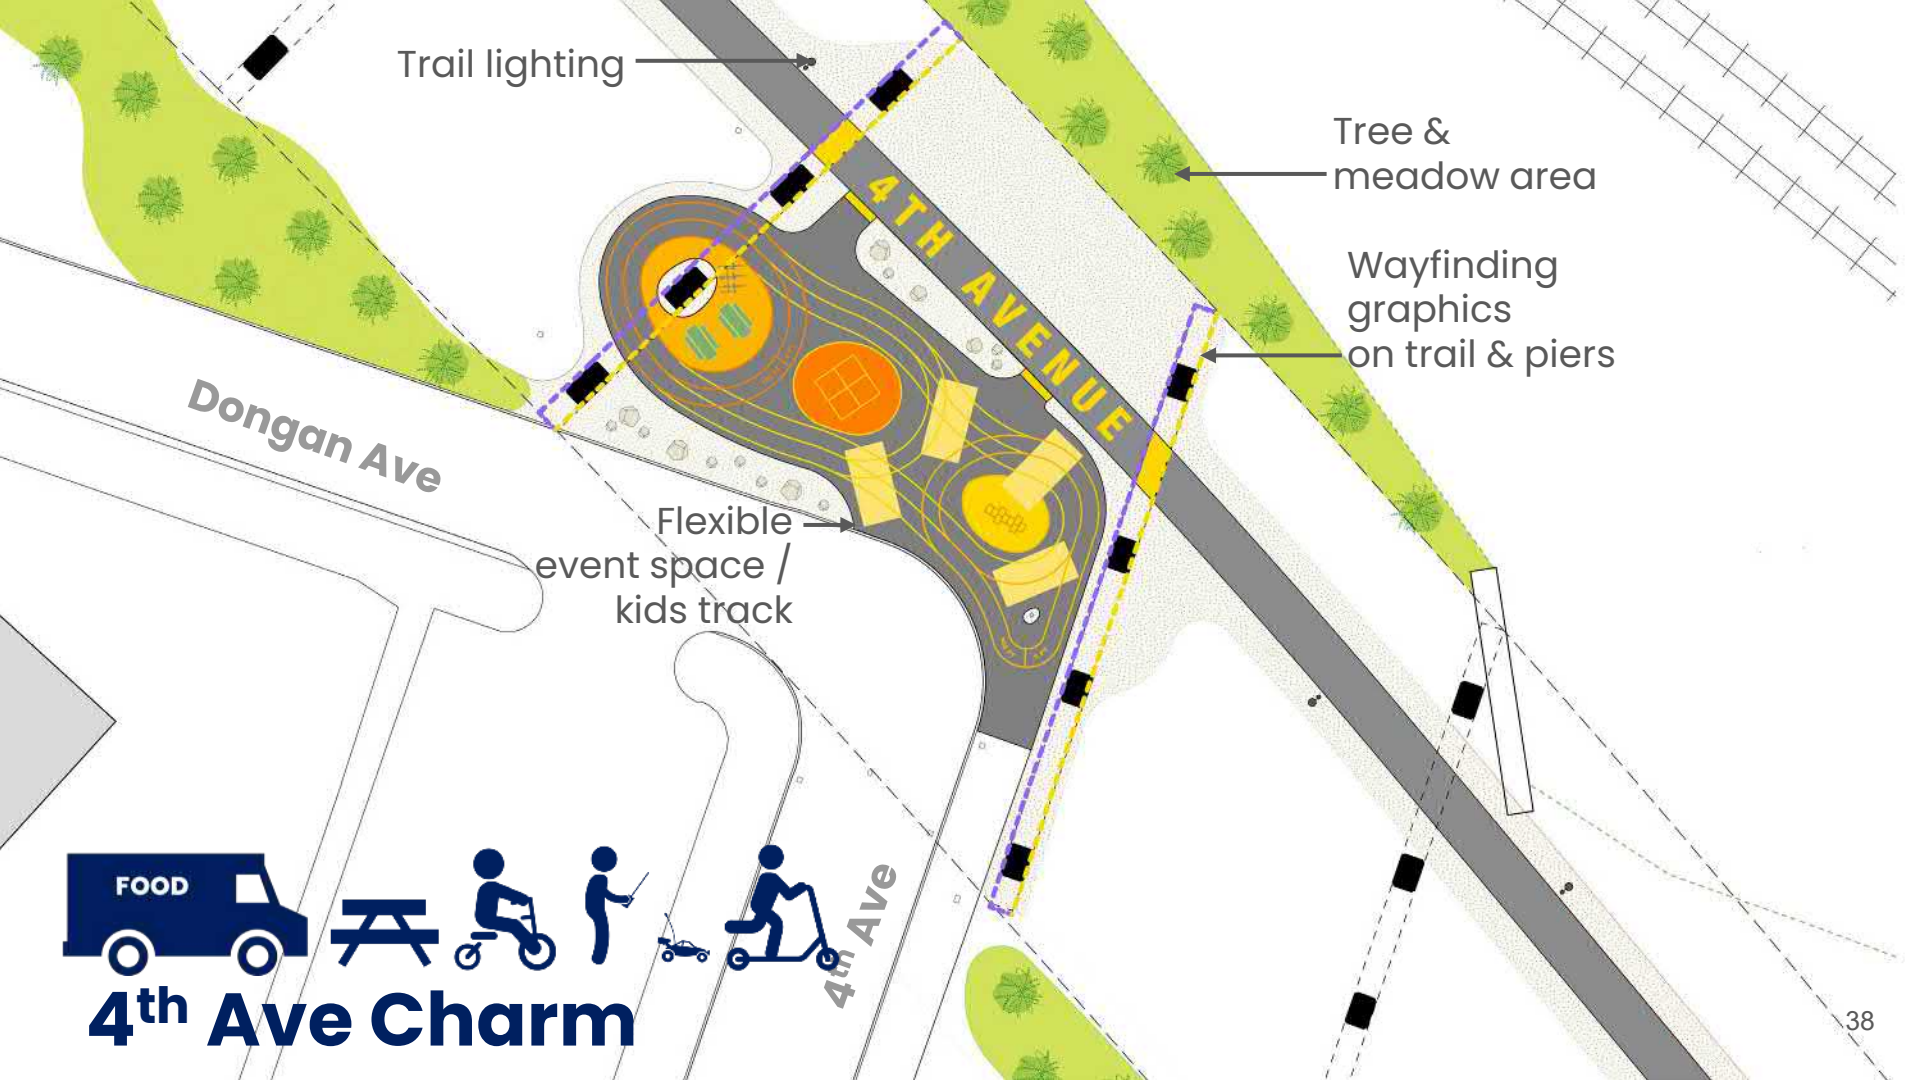 Trail lighting
Tree &
meadow area
Wayfinding
graphics
on trail & piers
4TH AVENUE
Dongan Ave
Flexible
event space /
kids track
4th Ave
FOOD
4th Ave Charm
38